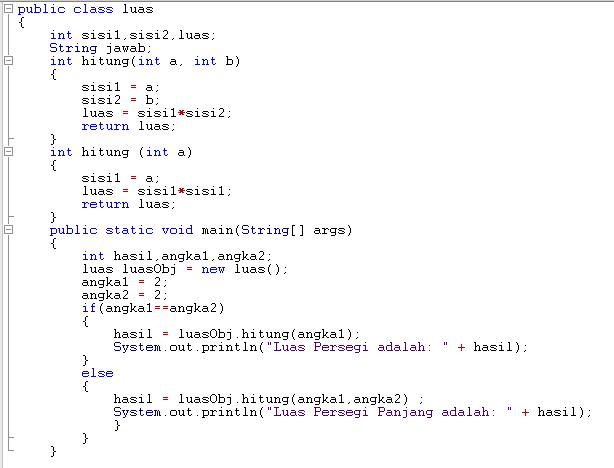 public class luas
{
    int sisi1,sisi2,luas;
    String jawab;
    int hitung(int a, int b)
    {
        sisi1 = a;
        sisi2 = b;
        luas = sisi1*sisi2;
        return luas;
    }
    int hitung (int a)
    {
        sisi1 = a;
        luas = sisi1*sisi1;
        return luas;
    }
    public static void main(String[] args)
    {
        int hasil,angka1,angka2;
        luas luasObj = new luas();
        angka1 = 2;
        angka2 = 2;
        if(angka1==angka2)
        {
            hasil = luasObj.hitung(angka1);
            System.out.println("Luas Persegi adalah: " + hasil);
        }
        else
        {
            hasil = luasObj.hitung(angka1,angka2) ;
            System.out.println("Luas Persegi Panjang adalah: " + hasil);
            }
        }
    }